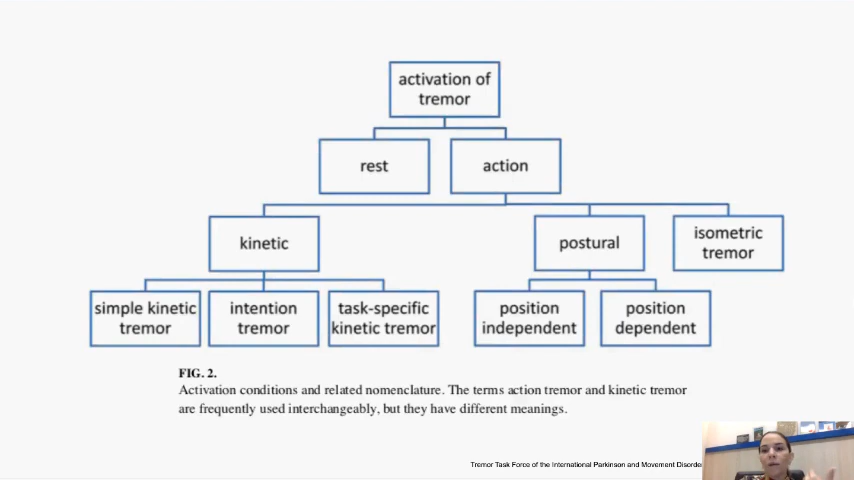 activation of
tremor
rest
action
kinetic
postural
isometric
tremor
simple kinetic
tremor
intention
tremor
task-specific
kinetic tremor
position
independent
position
dependent
FIG. 2.
Activation conditions and related nomenclature. The terms action tremor and kinetic tremor
are frequently used interchangeably, but they have different meanings.
Tremor Task Force of the International Parkinson and Movement